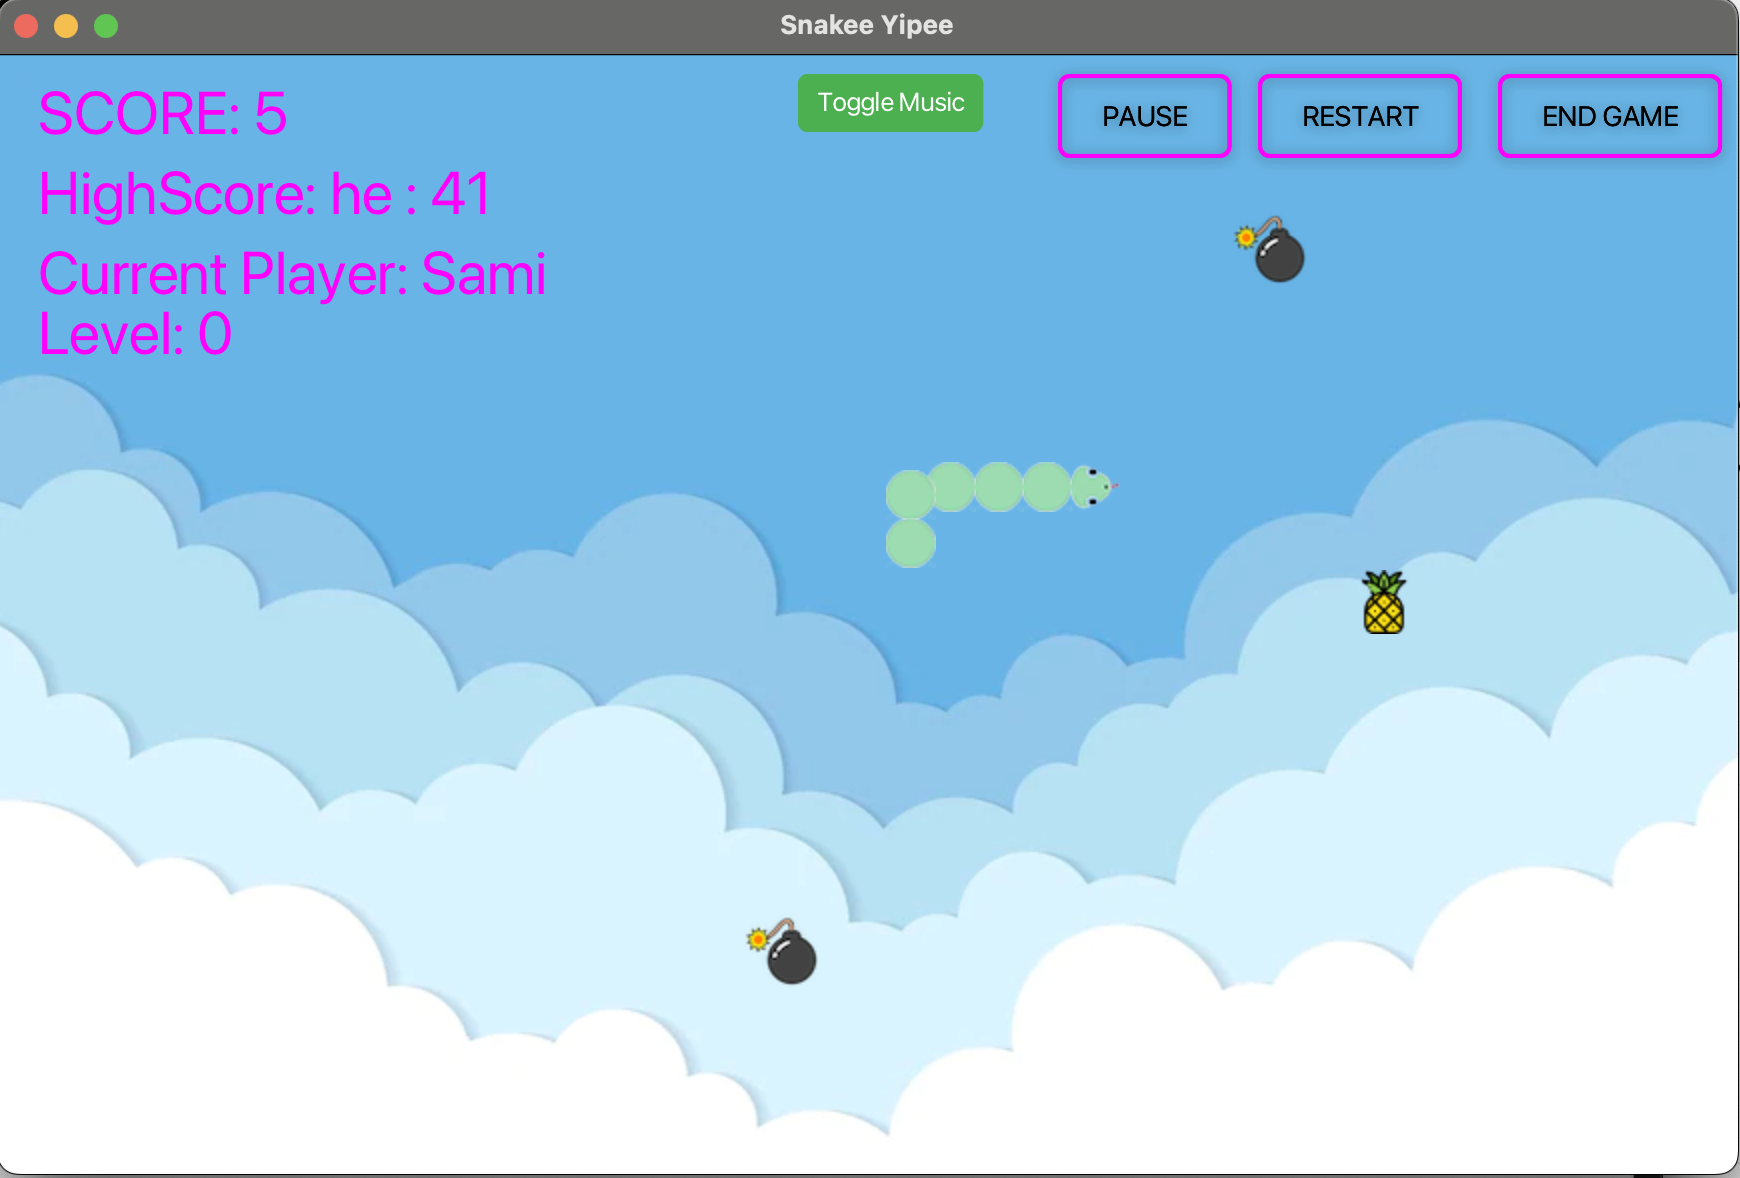 Snakee Yipee
SCORE: 5
Toggle Music
PAUSE
RESTART
END GAME
HighScore: he : 41
Current Player: Sami
Level: 0